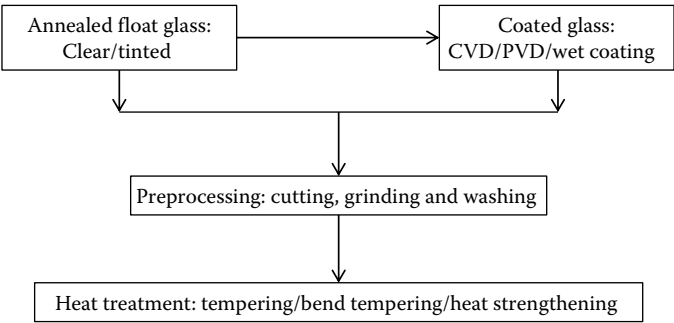 Annealed float glass:
Clear/tinted
Coated glass:
CVD/PVD/wet coating
Preprocessing: cutting, grinding and washing
Heat treatment: tempering/bend tempering/heat strengthening